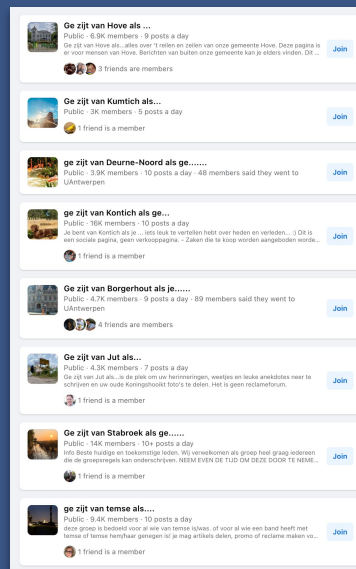 Ge zijt van Hove als ...
Public · 6.9K members · 9 posts a day
Ge zijt van Hove als...alles over 't reilen en zeilen van onze gemeente Hove. Deze pagina is
er voor mensen van Hove. Berichten van buiten onze gemeente kan je elders vinden. Dit ...
Join
3 friends are members
Ge zijt van Kumtich als...
Public · 3K members · 5 posts a day
Join
1 friend is a member
ge zijt van Deurne-Noord als ge.......
Public · 3.9K members · 10 posts a day · 48 members said they went to
UAntwerpen
Join
ge zijt van Kontich als ge...
Public · 16K members · 10 posts a day
Je bent van Kontich als je ... iets leuk te vertellen hebt over heden en verleden... :) Dit is
een sociale pagina, geen verkooppagina. - Zaken die te koop worden aangeboden worde...
Join
1 friend is a member
Ge zijt van Borgerhout als je......
Public · 4.7K members · 9 posts a day · 89 members said they went to
UAntwerpen
Join
4 friends are members
Ge zijt van Jut als...
Public · 4.3K members · 7 posts a day
Ge zijt van Jut als...is de plek om uw herinneringen, weetjes en leuke anekdotes neer te
schrijven en uw oude Koningshooikt foto's te delen. Het is geen reclameforum.
Join
1 friend is a member
Ge zijt van Stabroek als ge......
Public · 14K members · 10+ posts a day
Info Beste huidige en toekomstige leden. Wij verwelkomen als groep heel graag iedereen
die de groepsregels kan onderschrijven. NEEM EVEN DE TIJD OM DEZE DOOR TE NEME...
Join
1 friend is a member
ge zijt van temse als....
Public · 9.4K members · 10 posts a day
deze groep is bedoeld voor al wie van temse is/was. of voor al wie een band heeft met
temse of temse hem/haar genegen is! je mag artikels delen, promo of reclame maken vo...
Join
1 friend is a member